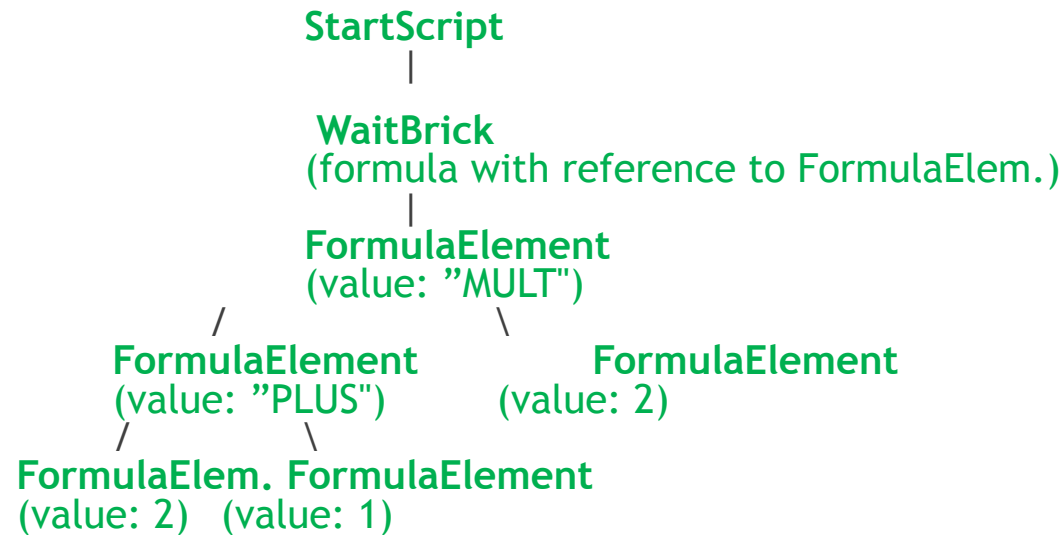 StartScript
|
WaitBrick
(formula with reference to FormulaElem.)
|
FormulaElement
(value: ”MULT")
/ \
FormulaElement FormulaElement
(value: ”PLUS") (value: 2)
/ \
FormulaElem. FormulaElement
(value: 2) (value: 1)